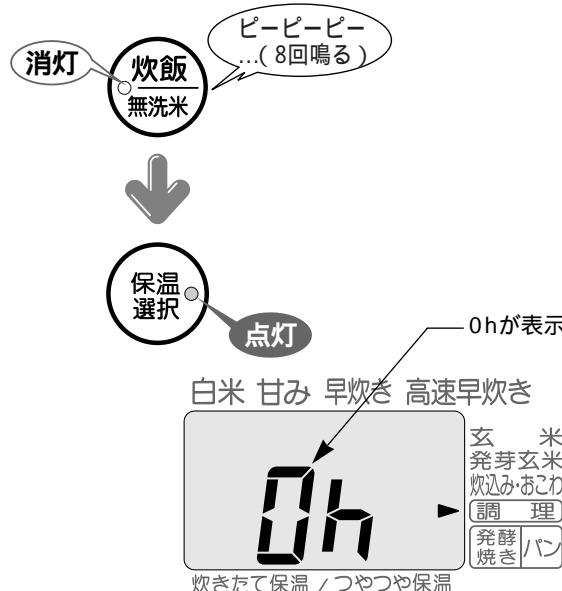 ピーピーピー
…(8回鳴る)
消灯
炊飯
無洗米
保温
選択
点灯
0hが表示
白米 甘み 早炊き 高速早炊き
玄 米
発芽玄米
炊込み・おこわ
調 理
発酵
焼き
パン
0h
炊きたて保温 / つやつや保温